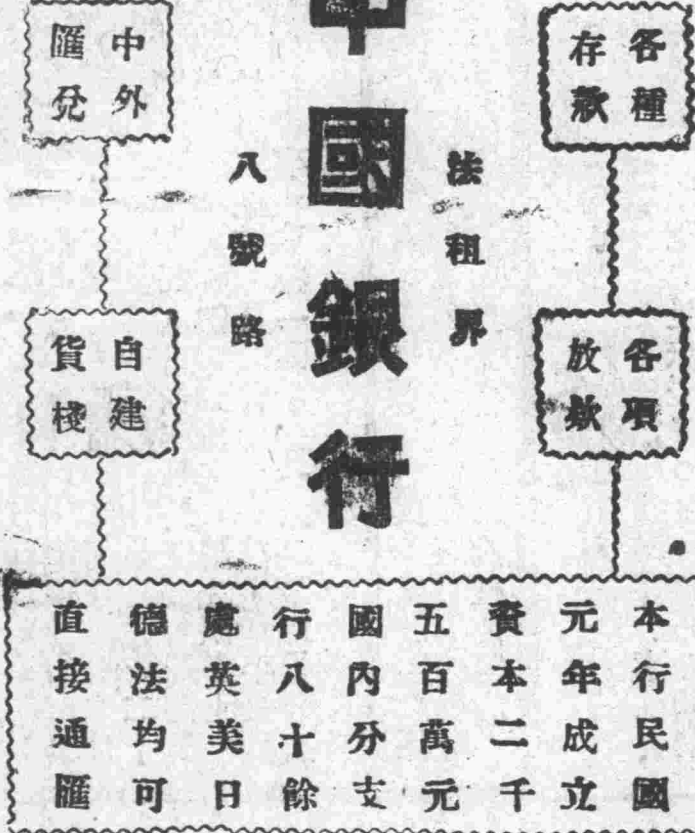 各種
存款
各項
放款
法租界
中國銀行
八號路
中外
匯兌
自建
貨棧
本行民國
元年成立
資本二千
五百萬元
國內分支
行八十餘
處英美日
德法均可
直接通匯